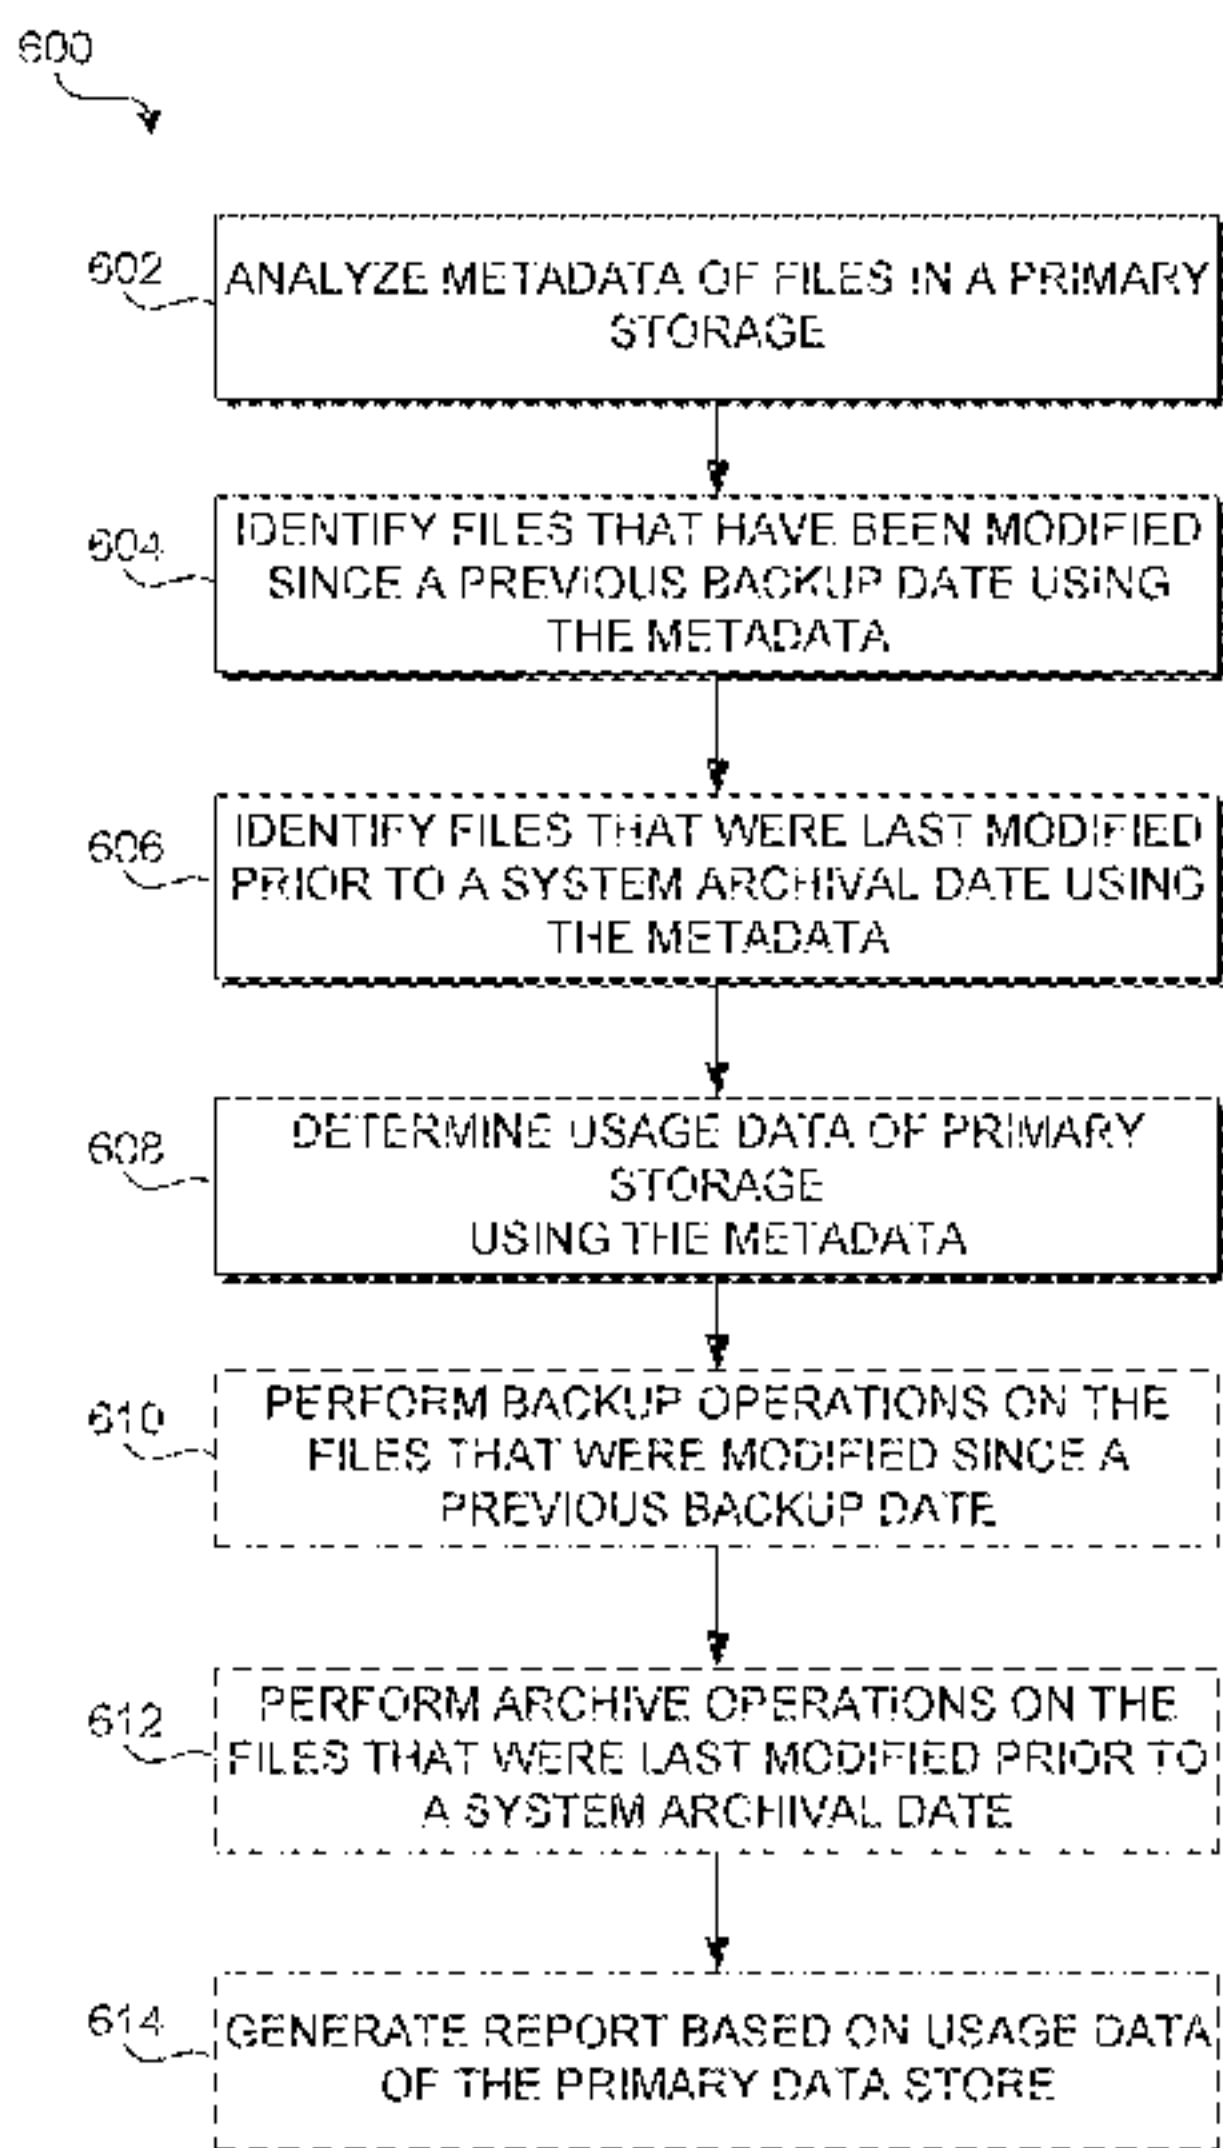 600
602
ANALYZE METADATA OF FILES IN A PRIMARY
STORAGE
604
IDENTIFY FILES THAT HAVE BEEN MODIFIED
SINCE A PREVIOUS BACKUP DATE USING
THE METADATA
606
IDENTIFY FILES THAT WERE LAST MODIFIED
PRIOR TO A SYSTEM ARCHIVAL DATE USING
THE METADATA
608
DETERMINE USAGE DATA OF PRIMARY
STORAGE
USING THE METADATA
610
PERFORM BACKUP OPERATIONS ON THE
FILES THAT WERE MODIFIED SINCE A
PREVIOUS BACKUP DATE
612
PERFORM ARCHIVE OPERATIONS ON THE
FILES THAT WERE LAST MODIFIED PRIOR TO
A SYSTEM ARCHIVAL DATE
614
GENERATE REPORT BASED ON USAGE DATA
OF THE PRIMARY DATA STORE